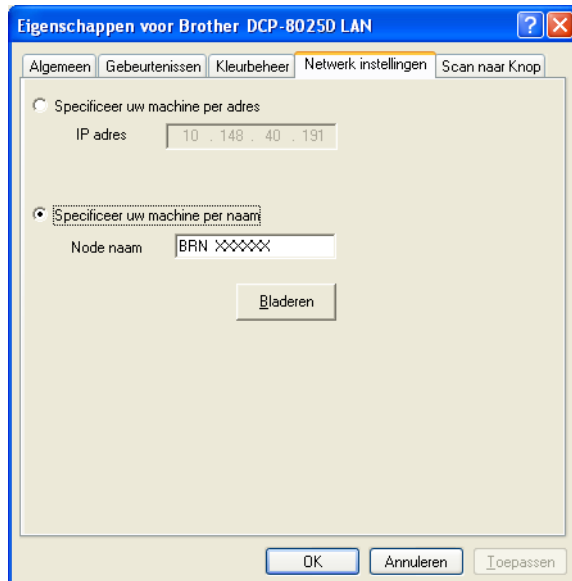 Eigenschappen voor Brother DCP-8025D LAN
Algemeen Gebeurtenissen Kleurbeheer Netwerk instellingen Scan naar Knop
Specificeer uw machine per adres
IP adres 10 . 148 . 40 . 191
Specificeer uw machine per naam
Node naam BRN XXXXXX
Bladeren
OK Annuleren Toepassen